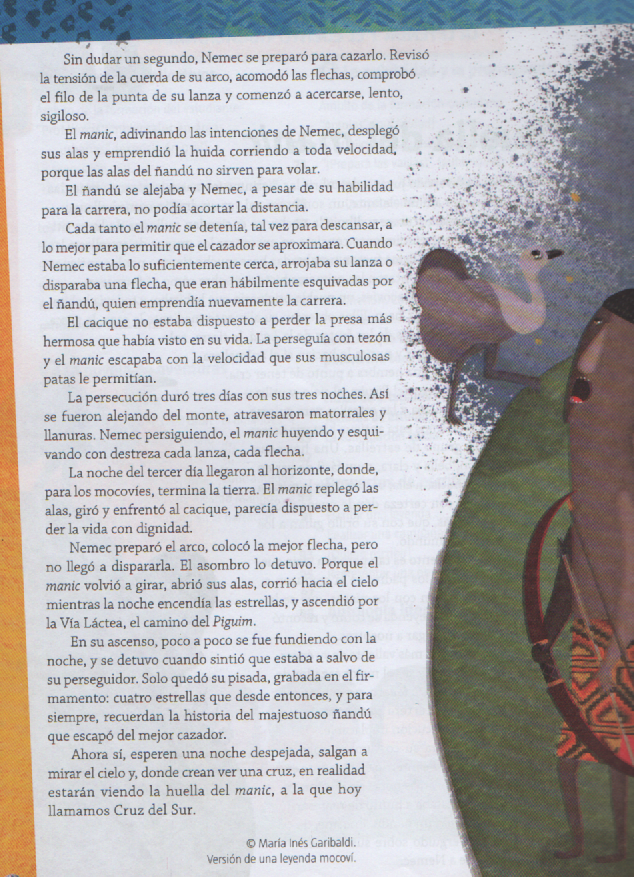 Sin dudar un segundo, Nemec se preparó para cazarlo. Revisó
la tensión de la cuerda de su arco, acomodó las flechas, comprobó
el filo de la punta de su lanza y comenzó a acercarse, lento,
sigiloso.
El manic, adivinando las intenciones de Nemec, desplegó
sus alas y emprendió la huida corriendo a toda velocidad,
porque las alas del ñandú no sirven para volar.
El ñandú se alejaba y Nemec, a pesar de su habilidad
para la carrera, no podía acortar la distancia.
Cada tanto el manic se detenía, tal vez para descansar, a
lo mejor para permitir que el cazador se aproximara. Cuando
Nemec estaba lo suficientemente cerca, arrojaba su lanza o
disparaba una flecha, que eran hábilmente esquivadas por
el ñandú, quien emprendía nuevamente la carrera.
El cacique no estaba dispuesto a perder la presa más
hermosa que había visto en su vida. La perseguía con tezón
y el manic escapaba con la velocidad que sus musculosas
patas le permitían.
La persecución duró tres días con sus tres noches. Así
se fueron alejando del monte, atravesaron matorrales y
llanuras. Nemec persiguiendo, el manic huyendo y esqui-
vando con destreza cada lanza, cada flecha.
La noche del tercer día llegaron al horizonte, donde,
para los mocovíes, termina la tierra. El manic replegó las
alas, giró y enfrentó al cacique, parecía dispuesto a per-
der la vida con dignidad.
Nemec preparó el arco, colocó la mejor flecha, pero
no llegó a dispararla. El asombro lo detuvo. Porque el
manic volvió a girar, abrió sus alas, corrió hacia el cielo
mientras la noche encendía las estrellas, y ascendió por
la Vía Láctea, el camino del Piguim.
En su ascenso, poco a poco se fue fundiendo con la
noche, y se detuvo cuando sintió que estaba a salvo de
su perseguidor. Solo quedó su pisada, grabada en el fir-
mamento: cuatro estrellas que desde entonces, y para
siempre, recuerdan la historia del majestuoso ñandú
que escapó del mejor cazador.
Ahora sí, esperen una noche despejada, salgan a
mirar el cielo y, donde crean ver una cruz, en realidad
estarán viendo la huella del manic, a la que hoy
llamamos Cruz del Sur.
© María Inés Garibaldi.
Versión de una leyenda mocoví.